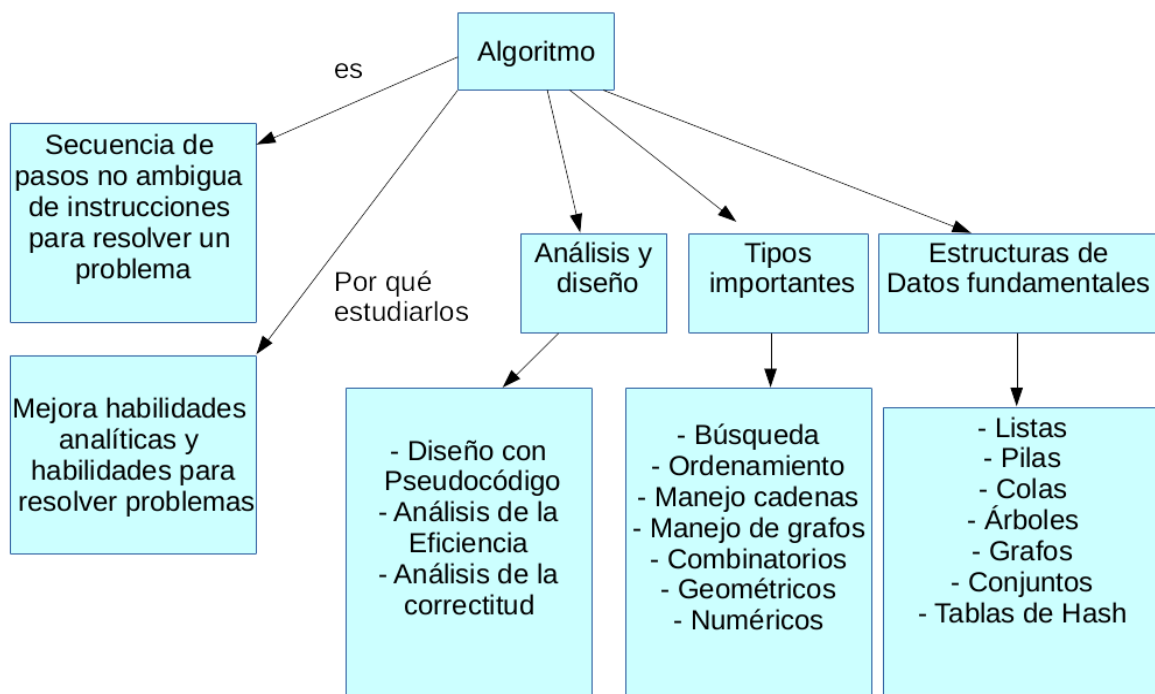 Algoritmo
es
Secuencia de
pasos no ambigua
de instrucciones
para resolver un
problema
Por qué
estudiarlos
Mejora habilidades
analíticas y
habilidades para
resolver problemas
Análisis y
diseño
- Diseño con
Pseudocódigo
- Análisis de la
Eficiencia
- Análisis de la
correctitud
Tipos
importantes
- Búsqueda
- Ordenamiento
- Manejo cadenas
- Manejo de grafos
- Combinatorios
- Geométricos
- Numéricos
Estructuras de
Datos fundamentales
- Listas
- Pilas
- Colas
- Árboles
- Grafos
- Conjuntos
- Tablas de Hash